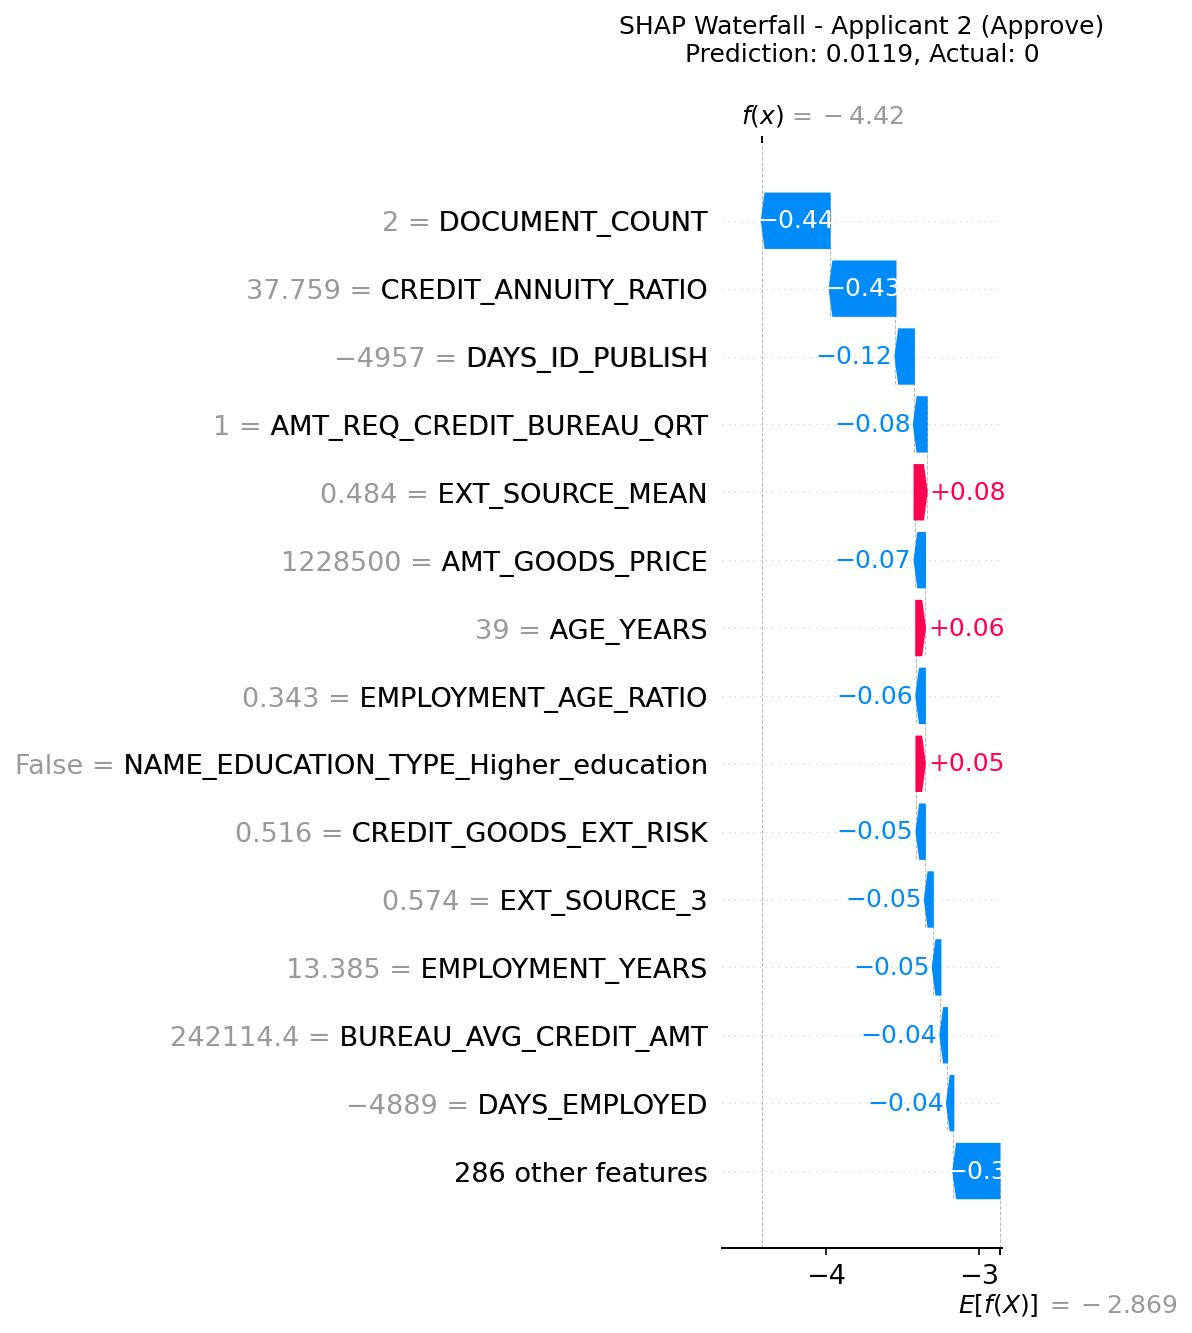 SHAP Waterfall - Applicant 2 (Approve)
Prediction: 0.0119, Actual: 0
f(x) = −4.42
2 = DOCUMENT_COUNT −0.44
37.759 = CREDIT_ANNUITY_RATIO −0.43
−4957 = DAYS_ID_PUBLISH −0.12
1 = AMT_REQ_CREDIT_BUREAU_QRT −0.08
0.484 = EXT_SOURCE_MEAN +0.08
1228500 = AMT_GOODS_PRICE −0.07
39 = AGE_YEARS +0.06
0.343 = EMPLOYMENT_AGE_RATIO −0.06
False = NAME_EDUCATION_TYPE_Higher_education +0.05
0.516 = CREDIT_GOODS_EXT_RISK −0.05
0.574 = EXT_SOURCE_3 −0.05
13.385 = EMPLOYMENT_YEARS −0.05
242114.4 = BUREAU_AVG_CREDIT_AMT −0.04
−4889 = DAYS_EMPLOYED −0.04
286 other features
−4 −3
E[f(X)] = −2.869